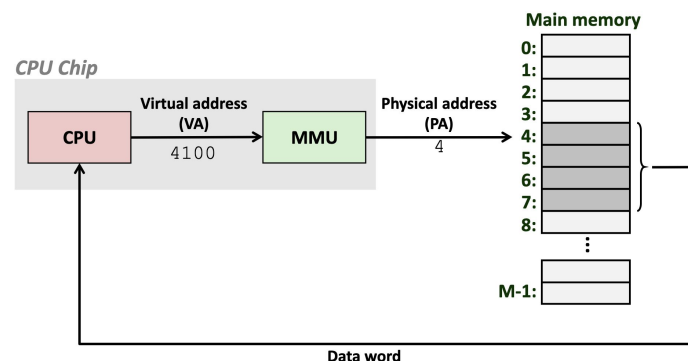 Main memory
0:
CPU Chip
1:
Virtual address
(VA)
Physical address
(PA)
2:
3:
CPU
4100
MMU
4
4:
5:
6:
7:
8:
M-1:
Data word